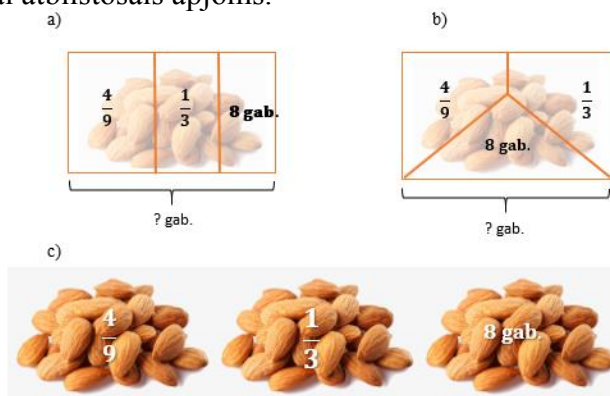 a)
b)
4/9
1/3
8 gab.
? gab.
4/9
1/3
8 gab.
? gab.
c)
4/9
1/3
8 gab.